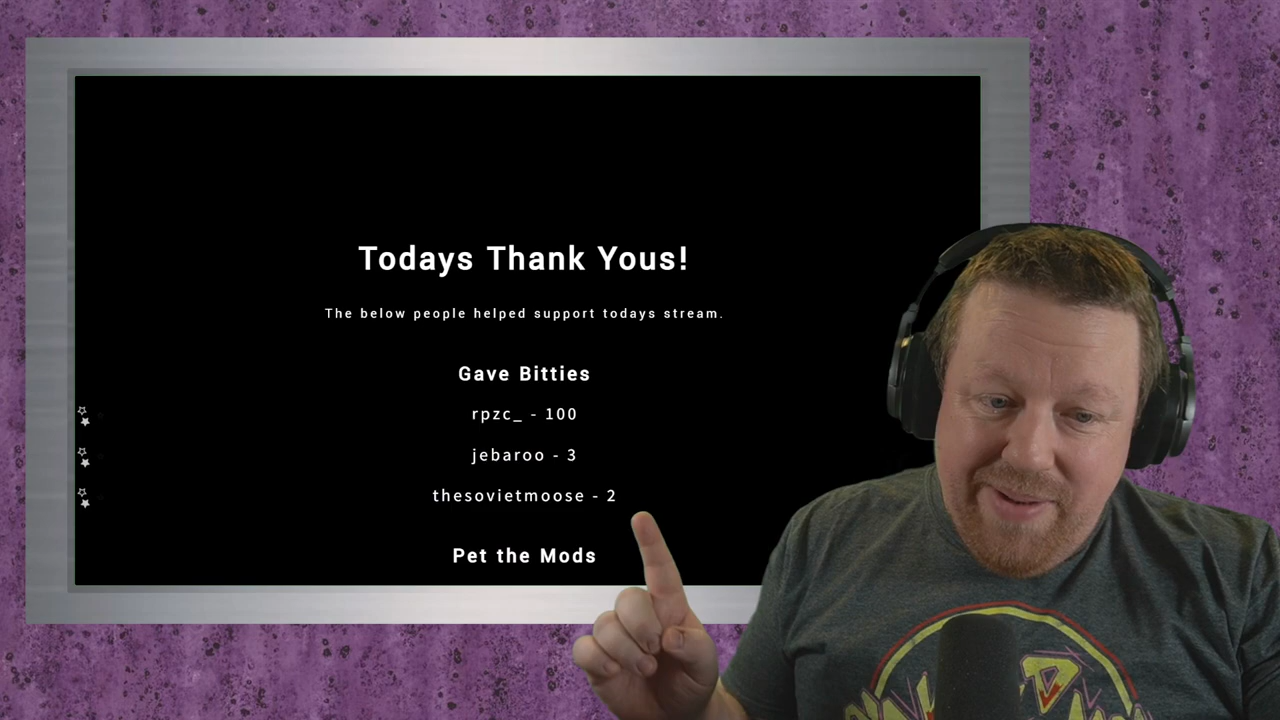 Todays Thank Yous!
The below people helped support todays stream.
Gave Bitties
rpzc_ - 100
jebaroo - 3
thesovietmoose - 2
Pet the Mods